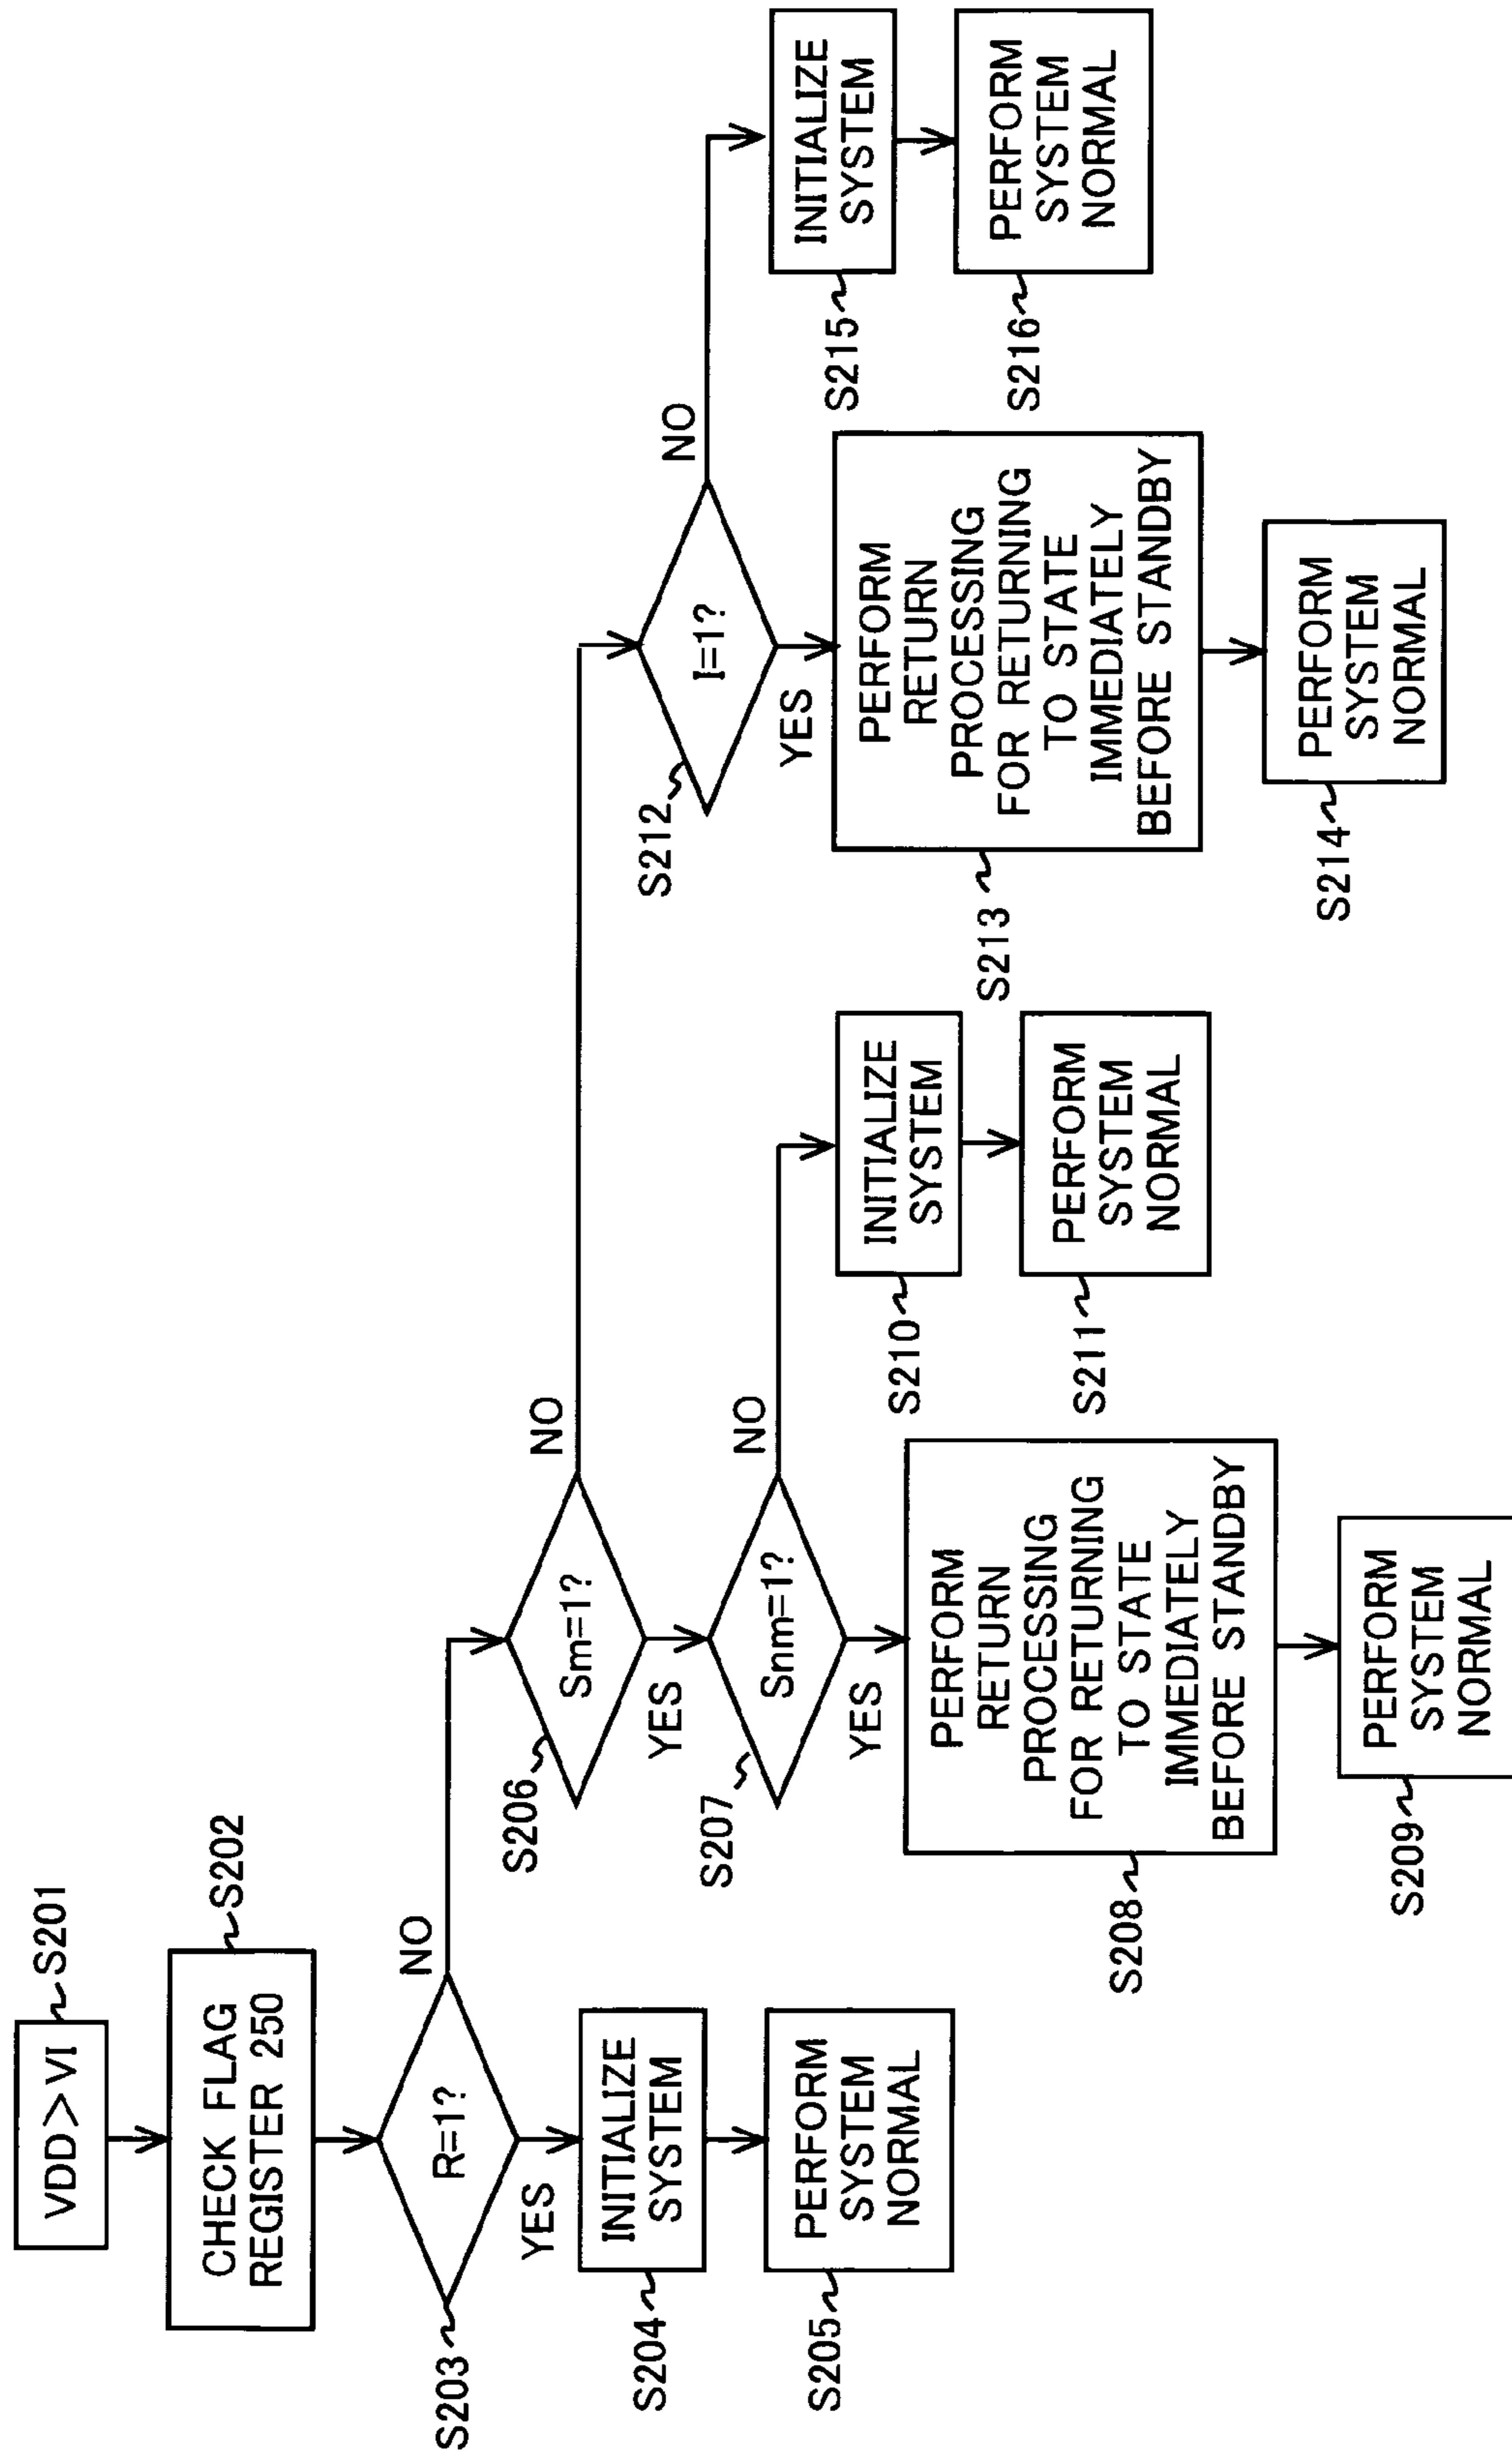 VDD>VI
S201
CHECK FLAG
REGISTER 250
S202
R=1?
S203
NO
YES
INITIALIZE
SYSTEM
S204
PERFORM
SYSTEM
NORMAL
S205
Sm=1?
S206
NO
YES
Snm=1?
S207
NO
YES
PERFORM
RETURN
PROCESSING
FOR RETURNING
TO STATE
IMMEDIATELY
BEFORE STANDBY
S208
PERFORM
SYSTEM
NORMAL
S209
INITIALIZE
SYSTEM
S210
PERFORM
SYSTEM
NORMAL
S211
I=1?
S212
NO
YES
PERFORM
RETURN
PROCESSING
FOR RETURNING
TO STATE
IMMEDIATELY
BEFORE STANDBY
S213
PERFORM
SYSTEM
NORMAL
S214
INITIALIZE
SYSTEM
S215
PERFORM
SYSTEM
NORMAL
S216